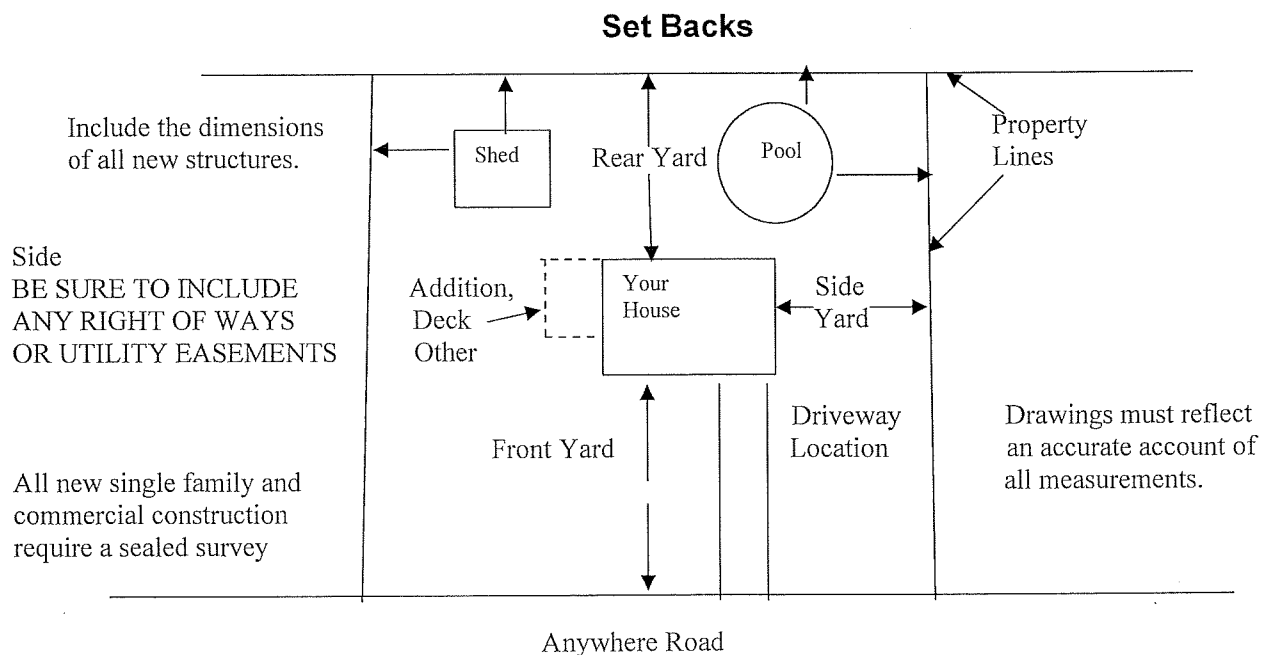 Set Backs
Include the dimensions
of all new structures.
Shed
Rear Yard
Pool
Property
Lines
Side
BE SURE TO INCLUDE
ANY RIGHT OF WAYS
OR UTILITY EASEMENTS
Addition,
Deck
Other
Your
House
Side
Yard
Front Yard
Driveway
Location
Drawings must reflect
an accurate account of
all measurements.
All new single family and
commercial construction
require a sealed survey
Anywhere Road